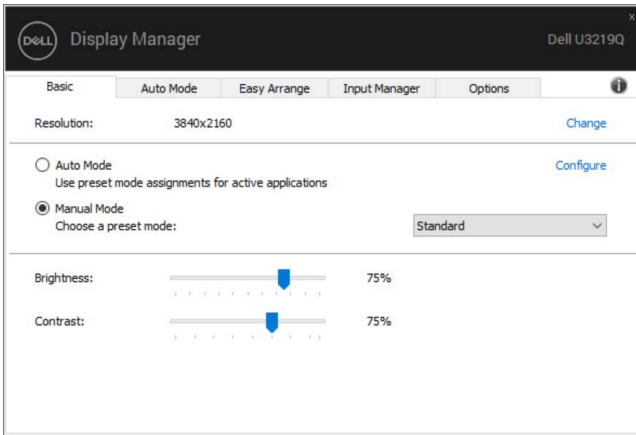 DELL Display Manager
Dell U3219Q
Basic Auto Mode Easy Arrange Input Manager Options
Resolution: 3840x2160 Change
Auto Mode Configure
Use preset mode assignments for active applications
Manual Mode
Choose a preset mode: Standard
Brightness: 75%
Contrast: 75%